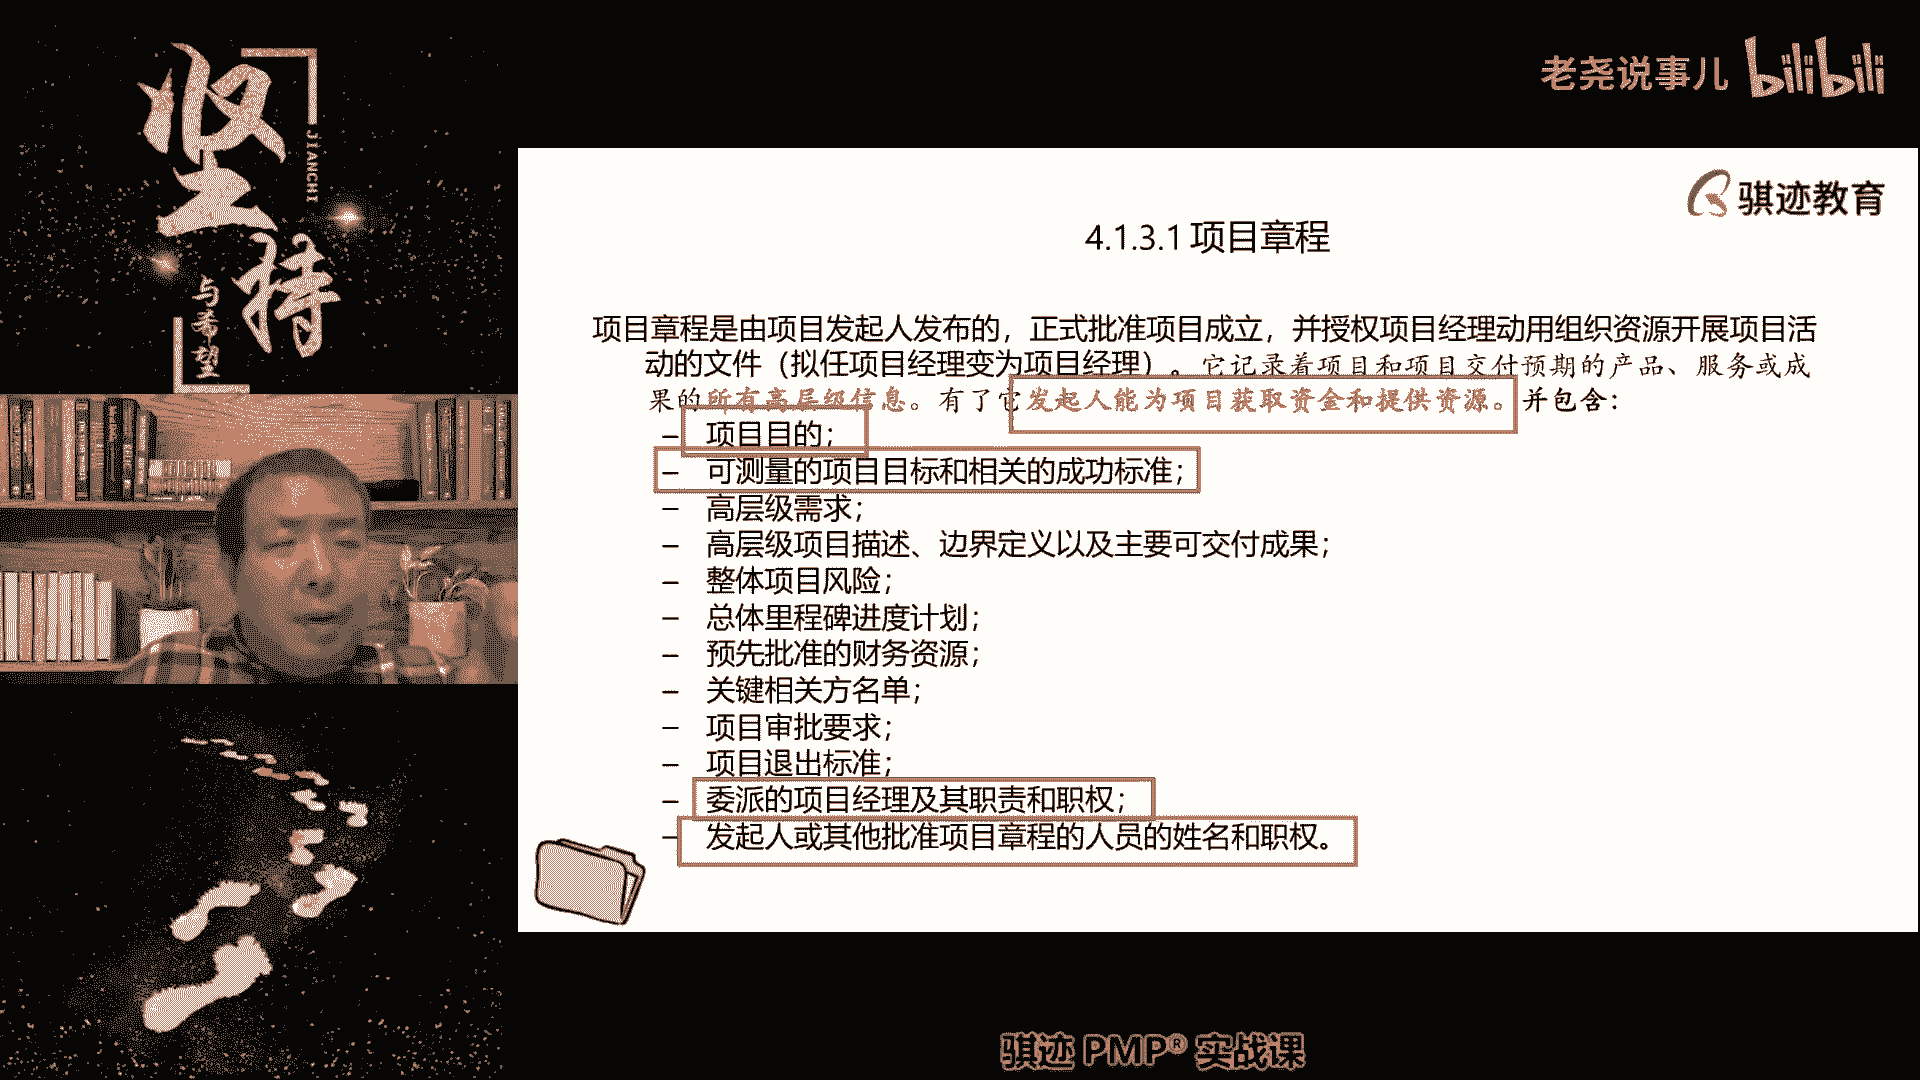 坚持
JIANCHI
与希望
老尧说事儿 bilibili
骐迹教育
4.1.3.1 项目章程
项目章程是由项目发起人发布的，正式批准项目成立，并授权项目经理动用组织资源开展项目活
动的文件（拟任项目经理变为项目经理）。它记录着项目和项目交付预期的产品、服务或成
果的所有高层级信息。有了它发起人能为项目获取资金和提供资源。并包含：
– 项目目的；
– 可测量的项目目标和相关的成功标准；
– 高层级需求；
– 高层级项目描述、边界定义以及主要可交付成果；
– 整体项目风险；
– 总体里程碑进度计划；
– 预先批准的财务资源；
– 关键相关方名单；
– 项目审批要求；
– 项目退出标准；
– 委派的项目经理及其职责和职权；
– 发起人或其他批准项目章程的人员的姓名和职权。
骐迹 PMP® 实战课